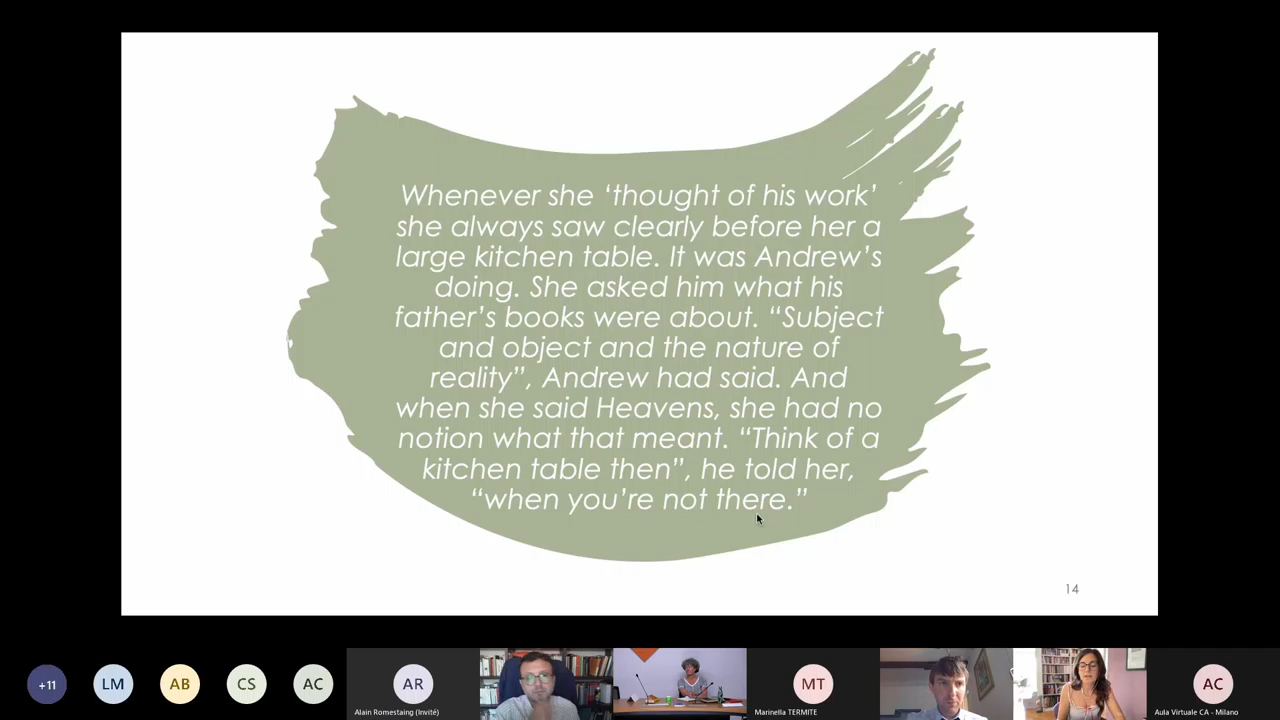 Whenever she ‘thought of his work’
she always saw clearly before her a
large kitchen table. It was Andrew’s
doing. She asked him what his
father’s books were about. “Subject
and object and the nature of
reality”, Andrew had said. And
when she said Heavens, she had no
notion what that meant. “Think of a
kitchen table then”, he told her,
“when you’re not there.”
14
+11
LM
AB
CS
AC
AR
Alain Romestaing (Invité)
MT
Marinella TERMITE
AC
Aula Virtuale CA - Milano